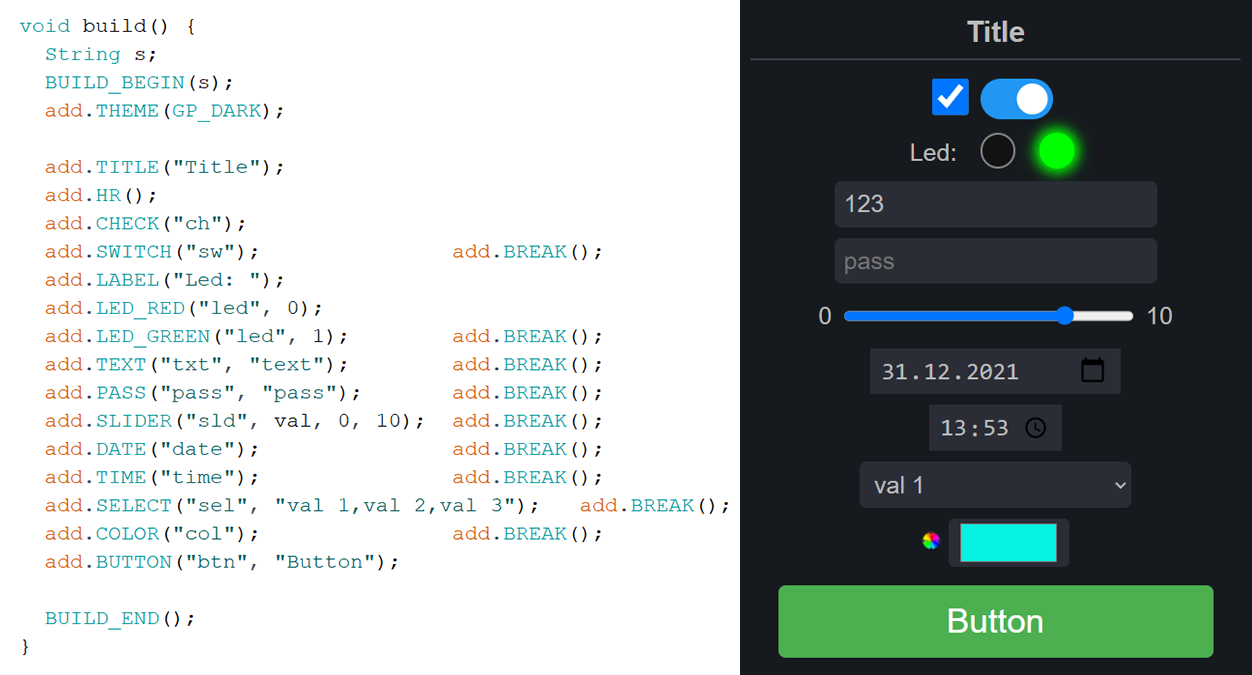 void build() {
String s;
BUILD_BEGIN(s);
add.THEME(GP_DARK);
add.TITLE("Title");
add.HR();
add.CHECK("ch");
add.SWITCH("sw"); add.BREAK();
add.LABEL("Led: ");
add.LED_RED("led", 0);
add.LED_GREEN("led", 1); add.BREAK();
add.TEXT("txt", "text"); add.BREAK();
add.PASS("pass", "pass"); add.BREAK();
add.SLIDER("sld", val, 0, 10); add.BREAK();
add.DATE("date"); add.BREAK();
add.TIME("time"); add.BREAK();
add.SELECT("sel", "val 1,val 2,val 3"); add.BREAK();
add.COLOR("col"); add.BREAK();
add.BUTTON("btn", "Button");
BUILD_END();
}
Title
Led:
123
pass
0 10
31.12.2021
13:53
val 1
Button